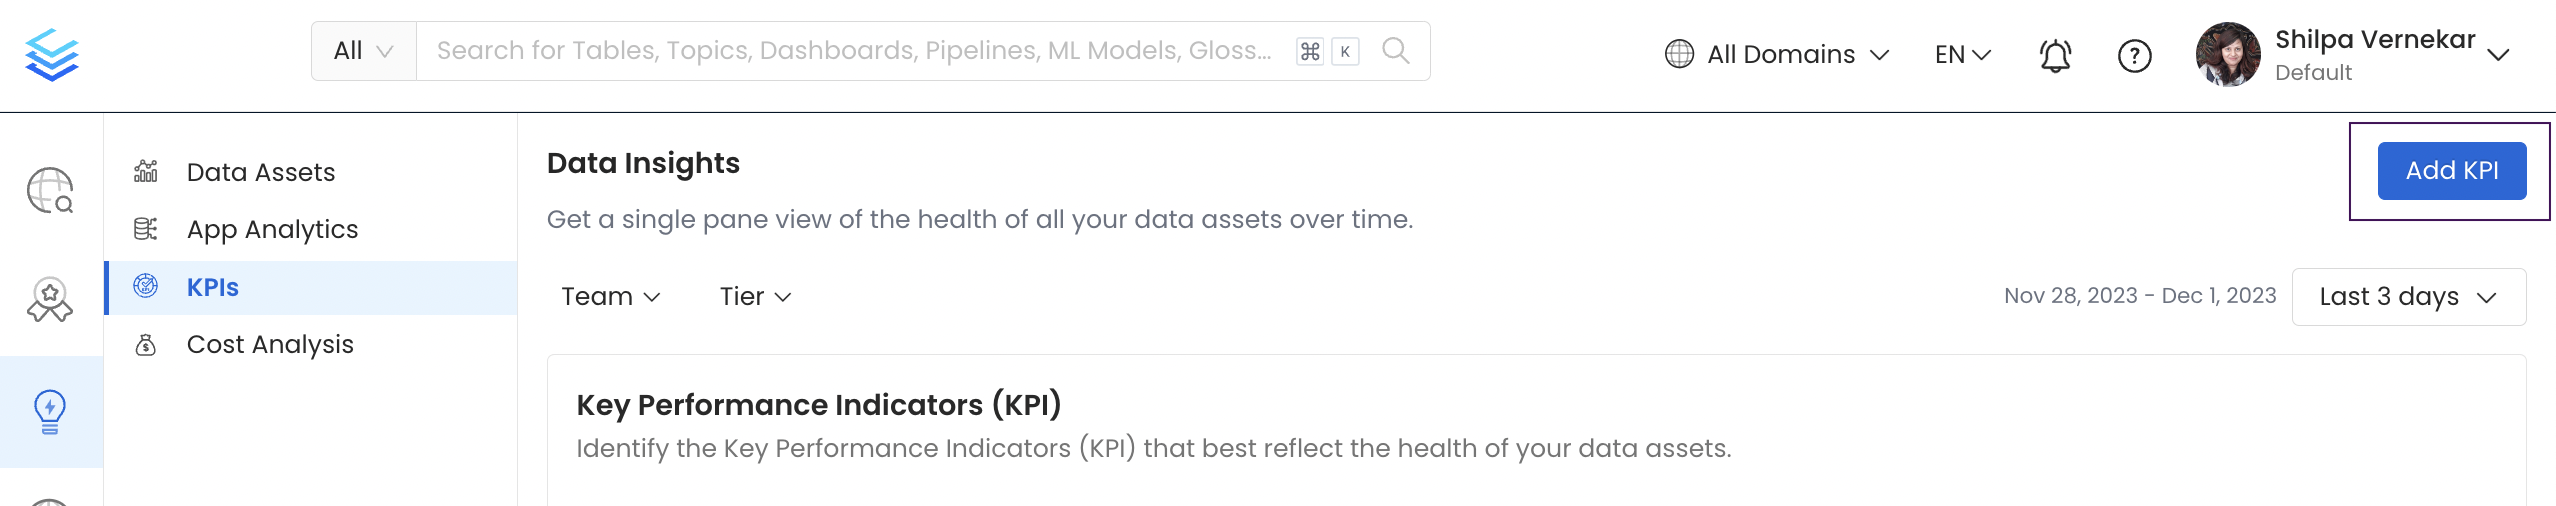 All
Search for Tables, Topics, Dashboards, Pipelines, ML Models, Gloss...
⌘ K
All Domains
EN
?
Shilpa Vernekar
Default
Data Assets
App Analytics
KPIs
Cost Analysis
Data Insights
Add KPI
Get a single pane view of the health of all your data assets over time.
Team
Tier
Nov 28, 2023 - Dec 1, 2023
Last 3 days
Key Performance Indicators (KPI)
Identify the Key Performance Indicators (KPI) that best reflect the health of your data assets.